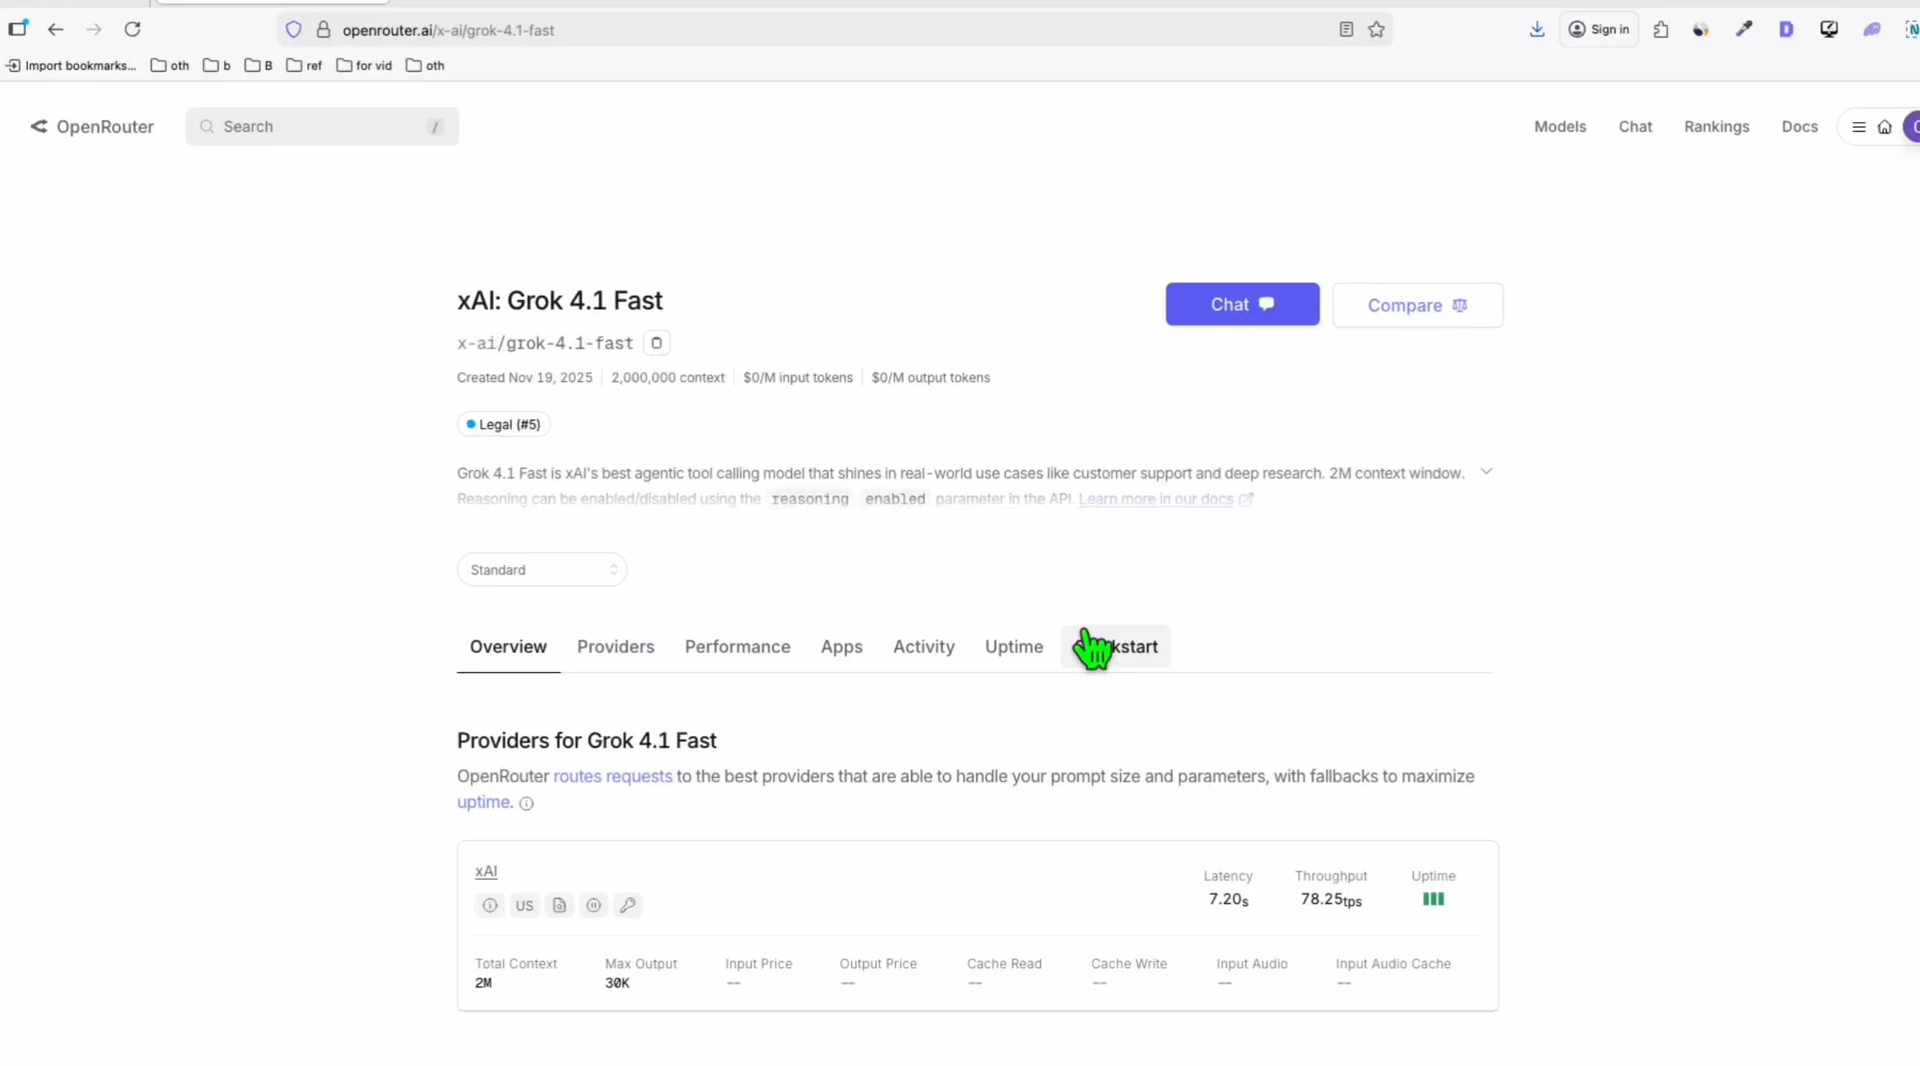 openrouter.ai/x-ai/grok-4.1-fast
Sign in
Import bookmarks... oth b B ref for vid oth
OpenRouter Search / Models Chat Rankings Docs
xAI: Grok 4.1 Fast
Chat Compare
x-ai/grok-4.1-fast
Created Nov 19, 2025 2,000,000 context $0/M input tokens $0/M output tokens
Legal (#5)
Grok 4.1 Fast is xAI's best agentic tool calling model that shines in real-world use cases like customer support and deep research. 2M context window.
Reasoning can be enabled/disabled using the reasoning enabled parameter in the API. Learn more in our docs
Standard
Overview Providers Performance Apps Activity Uptime kstart
Providers for Grok 4.1 Fast
OpenRouter routes requests to the best providers that are able to handle your prompt size and parameters, with fallbacks to maximize
uptime.
xAI
US
Latency Throughput Uptime
7.20s 78.25tps
Total Context Max Output Input Price Output Price Cache Read Cache Write Input Audio Input Audio Cache
2M 30K -- -- -- -- -- --